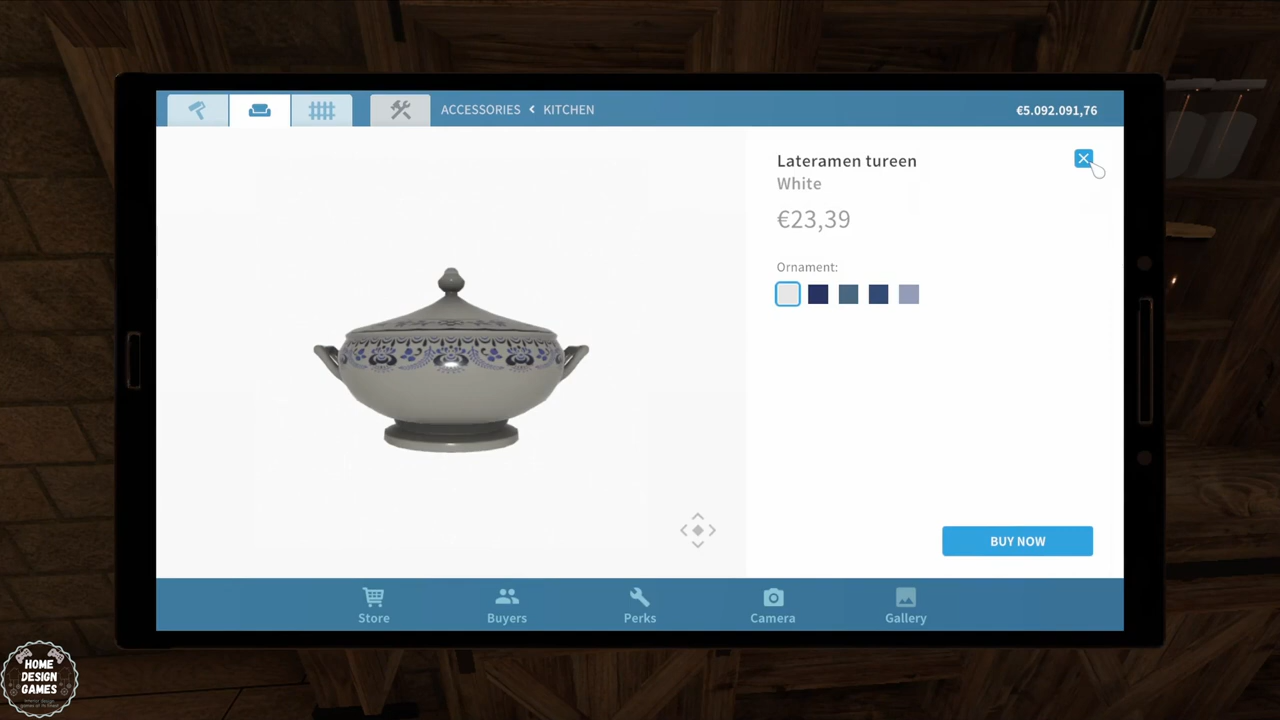 ACCESSORIES < KITCHEN
€5.092.091,76
Lateramen tureen
White
€23,39
Ornament:
BUY NOW
Store
Buyers
Perks
Camera
Gallery
HOME
DESIGN
GAMES